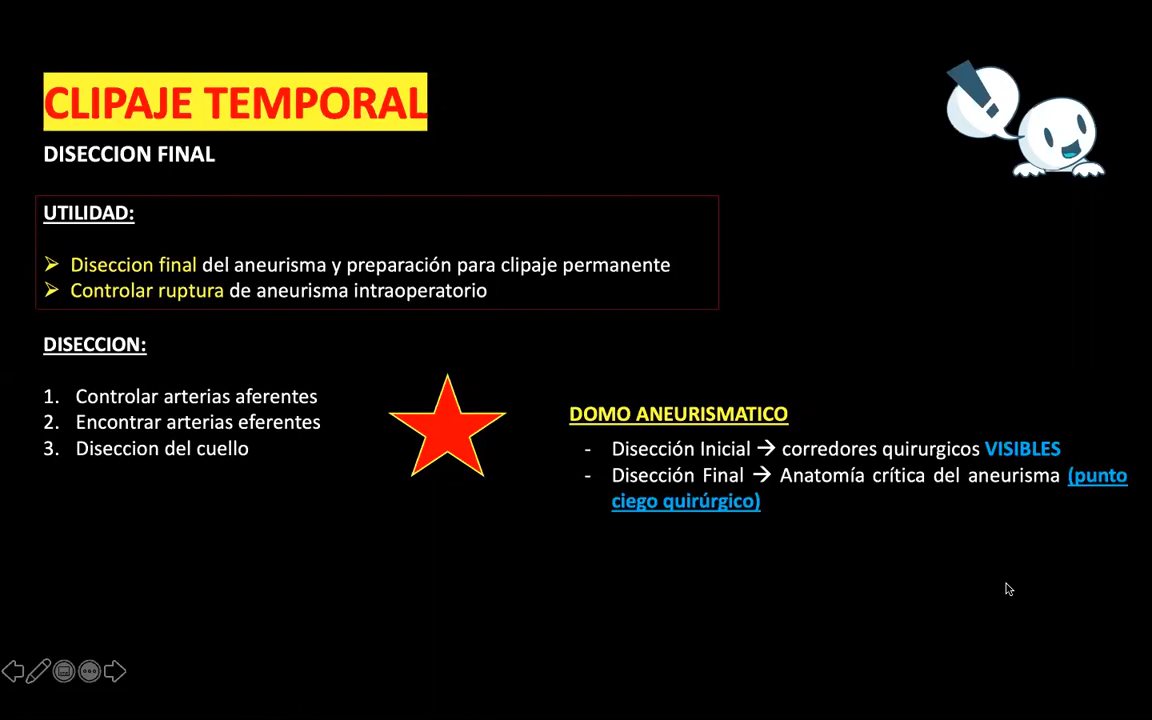 CLIPAJE TEMPORAL
DISECCION FINAL
UTILIDAD:
➢ Diseccion final del aneurisma y preparación para clipaje permanente
➢ Controlar ruptura de aneurisma intraoperatorio
DISECCION:
1. Controlar arterias aferentes
2. Encontrar arterias eferentes
3. Diseccion del cuello
DOMO ANEURISMATICO
- Disección Inicial → corredores quirurgicos VISIBLES
- Disección Final → Anatomía crítica del aneurisma (punto
ciego quirúrgico)